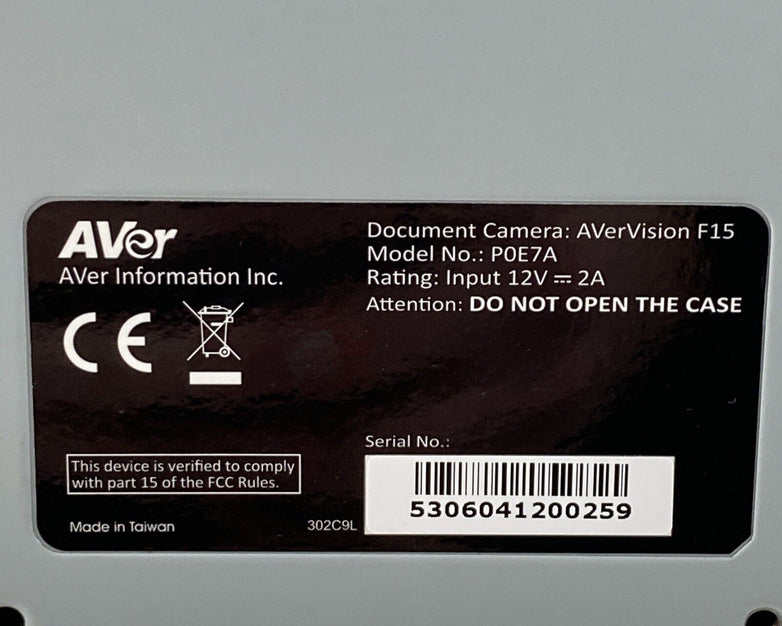 AVer
AVer Information Inc.
CE
Document Camera: AVerVision F15
Model No.: P0E7A
Rating: Input 12V ⎓ 2A
Attention: DO NOT OPEN THE CASE
This device is verified to comply
with part 15 of the FCC Rules.
Made in Taiwan
302C9L
Serial No.:
5306041200259